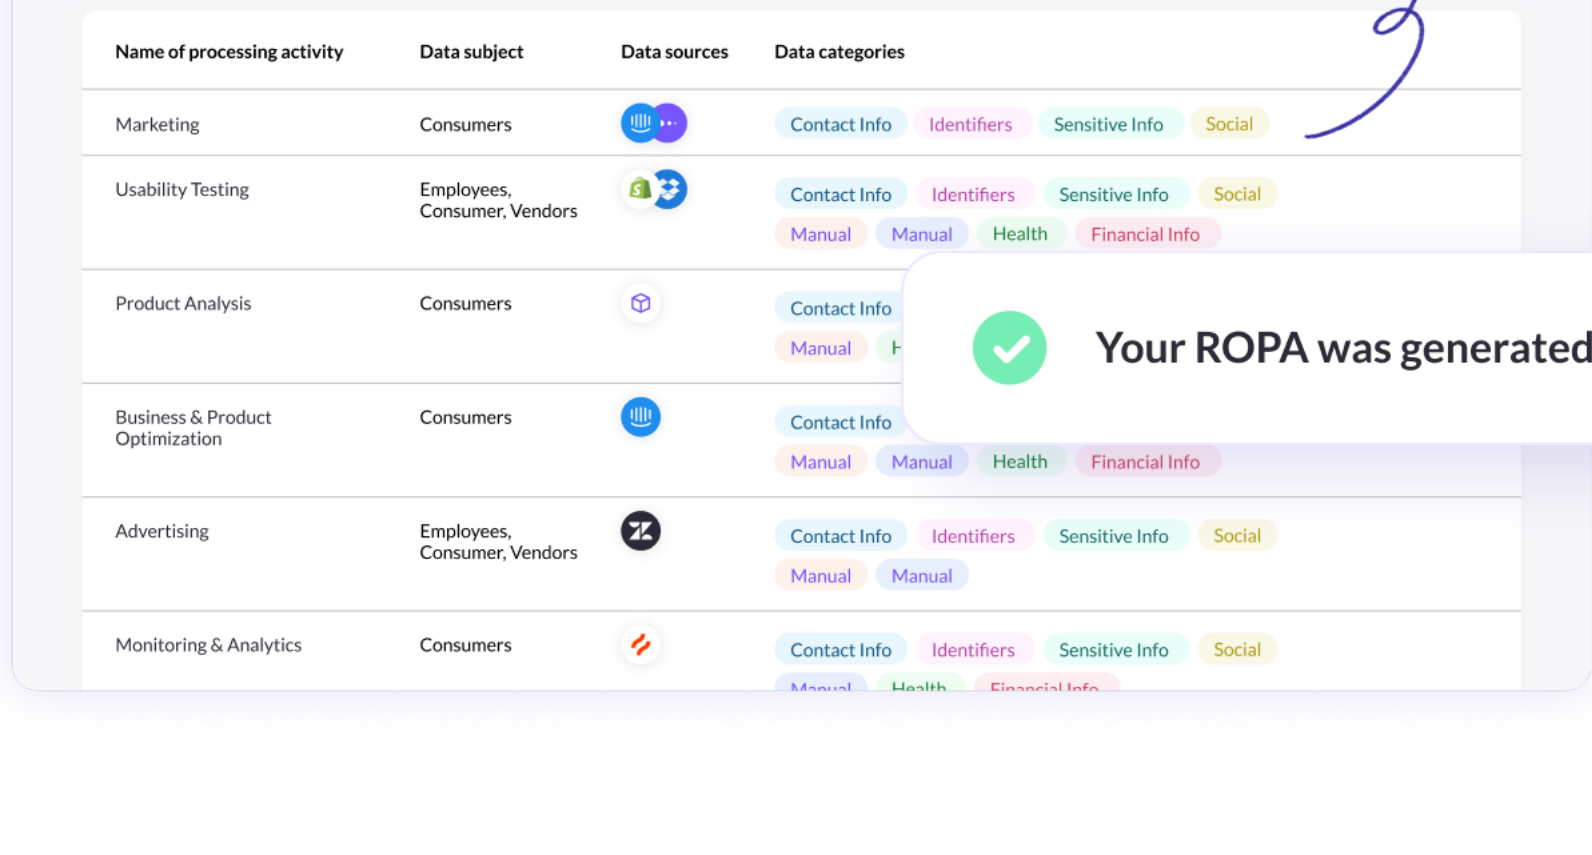 Name of processing activity Data subject Data sources Data categories
Marketing Consumers Contact Info Identifiers Sensitive Info Social
Usability Testing Employees, Consumer, Vendors Contact Info Identifiers Sensitive Info Social
Manual Manual Health Financial Info
Product Analysis Consumers Contact Info
Manual
Your ROPA was generated
Business & Product Optimization Consumers Contact Info
Manual Manual Health Financial Info
Advertising Employees, Consumer, Vendors Contact Info Identifiers Sensitive Info Social
Manual Manual
Monitoring & Analytics Consumers Contact Info Identifiers Sensitive Info Social
Manual Health Financial Info